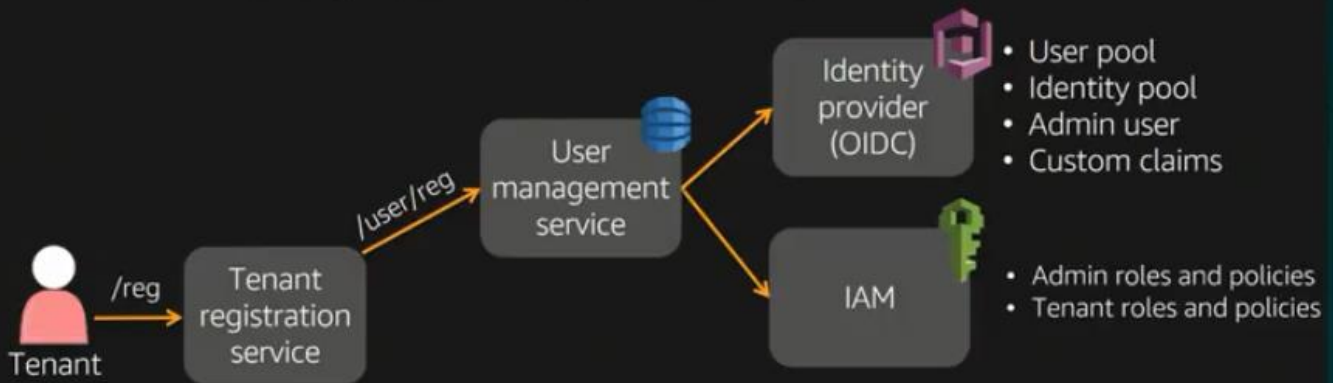 Tenant
/reg
Tenant
registration
service
/user/reg
User
management
service
Identity
provider
(OIDC)
• User pool
• Identity pool
• Admin user
• Custom claims
IAM
• Admin roles and policies
• Tenant roles and policies